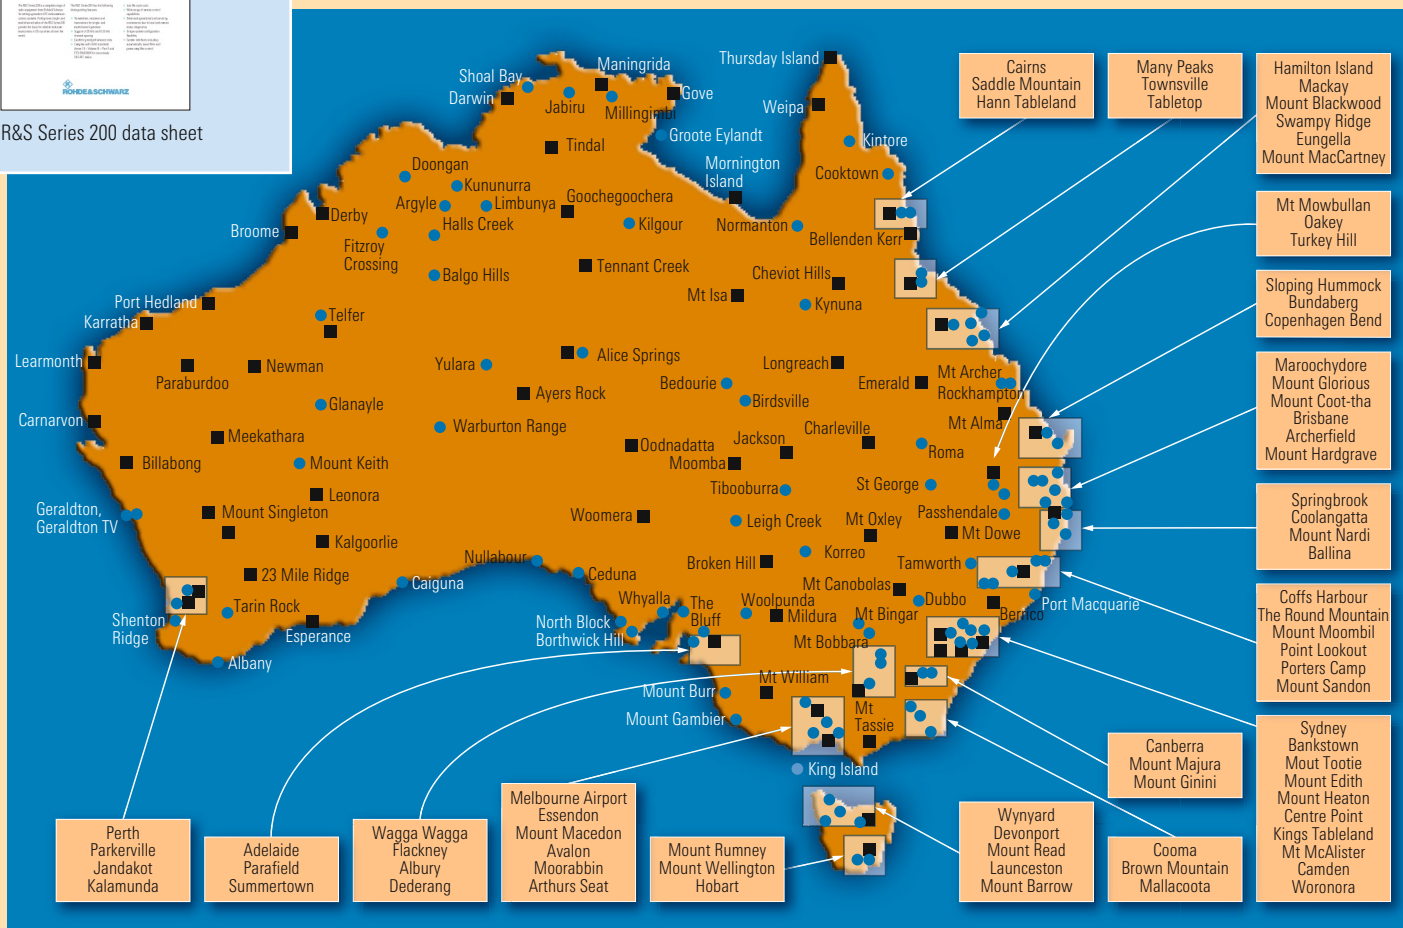 ROHDE&SCHWARZ
R&S Series 200 data sheet
Thursday Island
Maningrida
Shoal Bay
Darwin
Jabiru
Millingimbi
Gove
Weipa
Groote Eylandt
Kintore
Tindal
Mornington
Island
Cooktown
Doongan
Kununurra
Argyle
Limbunya
Goochegoochera
Derby
Halls Creek
Kilgour
Normanton
Broome
Bellenden Kerr
Fitzroy
Crossing
Balgo Hills
Tennant Creek
Cheviot Hills
Mt Isa
Kynuna
Port Hedland
Karratha
Telfer
Learmonth
Paraburdoo
Newman
Yulara
Alice Springs
Longreach
Bedourie
Emerald
Mt Archer
Rockhampton
Ayers Rock
Birdsville
Glanayle
Carnarvon
Meekathara
Warburton Range
Charleville
Mt Alma
Jackson
Oodnadatta
Moomba
Roma
Billabong
Mount Keith
Leonora
Tibooburra
St George
Geraldton,
Geraldton TV
Mount Singleton
Woomera
Leigh Creek
Mt Oxley
Passhendale
Mt Dowe
Kalgoorlie
Korreo
Nullabour
Broken Hill
Tamworth
23 Mile Ridge
Caiguna
Ceduna
Mt Canobolas
Whyalla
The
Bluff
Woolpunda
Mildura
Dubbo
Port Macquarie
Tarin Rock
Shenton
Ridge
Esperance
North Block
Borthwick Hill
Mt Bingar
Berrico
Mt Bobbara
Albany
Mount Burr
Mt William
Mount Gambier
Mt
Tassie
King Island
Cairns
Saddle Mountain
Hann Tableland
Many Peaks
Townsville
Tabletop
Hamilton Island
Mackay
Mount Blackwood
Swampy Ridge
Eungella
Mount MacCartney
Mt Mowbullan
Oakey
Turkey Hill
Sloping Hummock
Bundaberg
Copenhagen Bend
Maroochydore
Mount Glorious
Mount Coot-tha
Brisbane
Archerfield
Mount Hardgrave
Springbrook
Coolangatta
Mount Nardi
Ballina
Coffs Harbour
The Round Mountain
Mount Moombil
Point Lookout
Porters Camp
Mount Sandon
Sydney
Bankstown
Mout Tootie
Mount Edith
Mount Heaton
Centre Point
Kings Tableland
Mt McAlister
Camden
Woronora
Canberra
Mount Majura
Mount Ginini
Cooma
Brown Mountain
Mallacoota
Wynyard
Devonport
Mount Read
Launceston
Mount Barrow
Mount Rumney
Mount Wellington
Hobart
Melbourne Airport
Essendon
Mount Macedon
Avalon
Moorabbin
Arthurs Seat
Wagga Wagga
Flackney
Albury
Dederang
Adelaide
Parafield
Summertown
Perth
Parkerville
Jandakot
Kalamunda